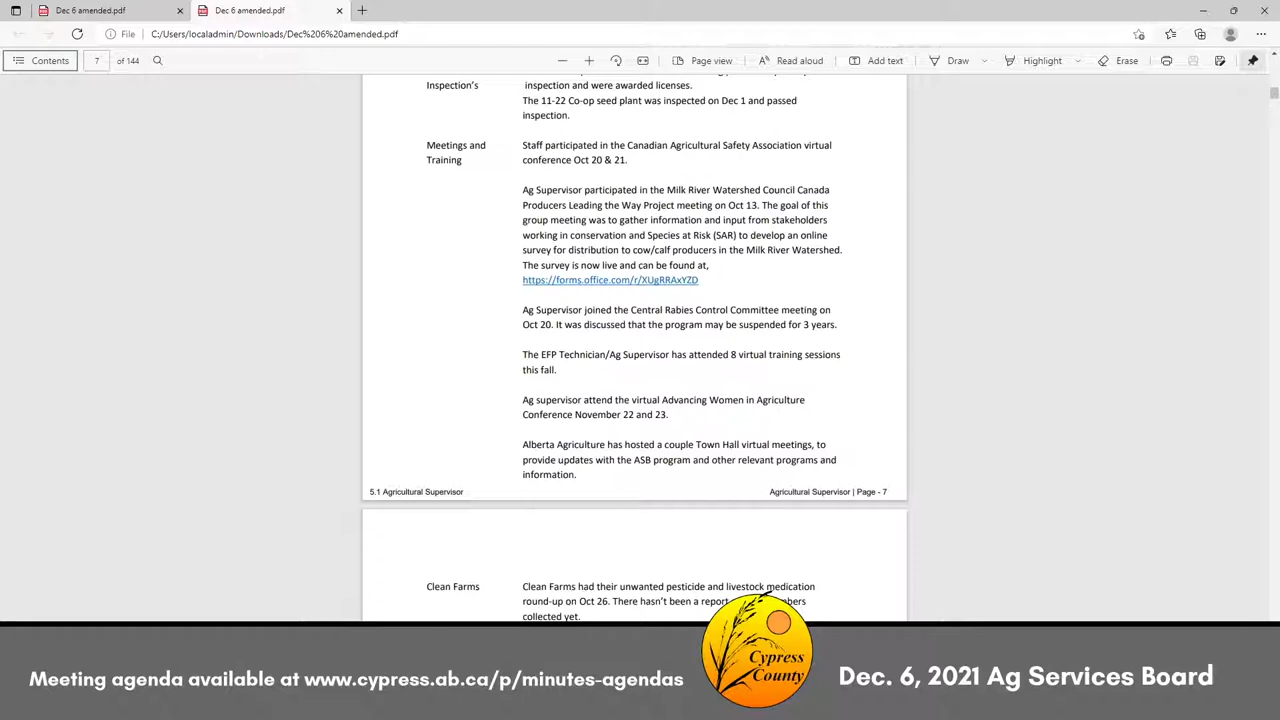 Dec 6 amended.pdf
Dec 6 amended.pdf
File
C:/Users/localadmin/Downloads/Dec%206%20amended.pdf
Contents
7
of 144
Page view
Read aloud
Add text
Draw
Highlight
Erase
Inspection's
inspection and were awarded licenses.
The 11-22 Co-op seed plant was inspected on Dec 1 and passed
inspection.
Meetings and
Training
Staff participated in the Canadian Agricultural Safety Association virtual
conference Oct 20 & 21.
Ag Supervisor participated in the Milk River Watershed Council Canada
Producers Leading the Way Project meeting on Oct 13. The goal of this
group meeting was to gather information and input from stakeholders
working in conservation and Species at Risk (SAR) to develop an online
survey for distribution to cow/calf producers in the Milk River Watershed.
The survey is now live and can be found at,
https://forms.office.com/r/XUgRRAxYZD
Ag Supervisor joined the Central Rabies Control Committee meeting on
Oct 20. It was discussed that the program may be suspended for 3 years.
The EFP Technician/Ag Supervisor has attended 8 virtual training sessions
this fall.
Ag supervisor attend the virtual Advancing Women in Agriculture
Conference November 22 and 23.
Alberta Agriculture has hosted a couple Town Hall virtual meetings, to
provide updates with the ASB program and other relevant programs and
information.
5.1 Agricultural Supervisor
Agricultural Supervisor | Page - 7
Clean Farms
Clean Farms had their unwanted pesticide and livestock medication
round-up on Oct 26. There hasn't been a report
collected yet.
Meeting agenda available at www.cypress.ab.ca/p/minutes-agendas
Cypress
County
Dec. 6, 2021 Ag Services Board